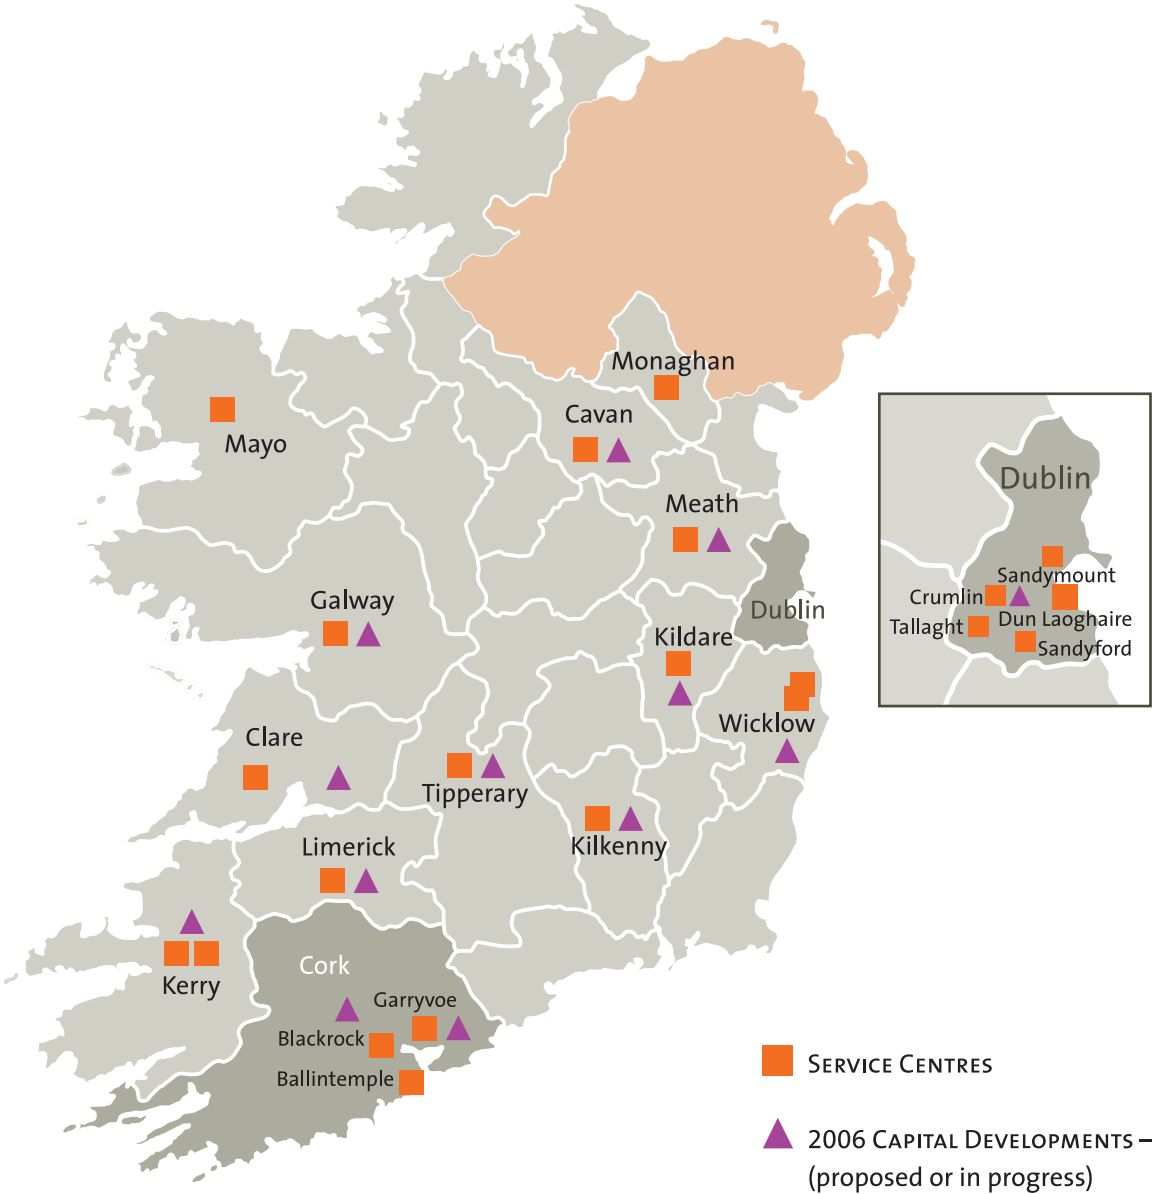 Monaghan
Cavan
Mayo
Meath
Dublin
Galway
Kildare
Wicklow
Clare
Tipperary
Kilkenny
Limerick
Kerry
Cork
Garryvoe
Blackrock
Ballintemple
Dublin
Sandymount
Crumlin
Dun Laoghaire
Tallaght
Sandyford
SERVICE CENTRES
2006 CAPITAL DEVELOPMENTS –
(proposed or in progress)